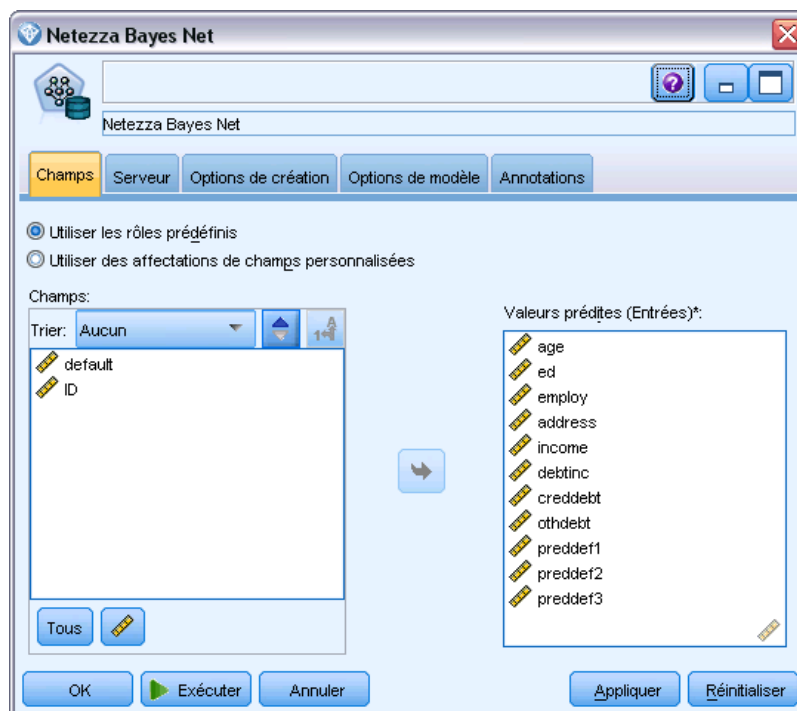 Netezza Bayes Net
Netezza Bayes Net
Champs Serveur Options de création Options de modèle Annotations
Utiliser les rôles prédéfinis
Utiliser des affectations de champs personnalisées
Champs:
Trier: Aucun
default
ID
Tous
Valeurs prédites (Entrées)*:
age
ed
employ
address
income
debtinc
creddebt
othdebt
preddef1
preddef2
preddef3
OK Exécuter Annuler Appliquer Réinitialiser